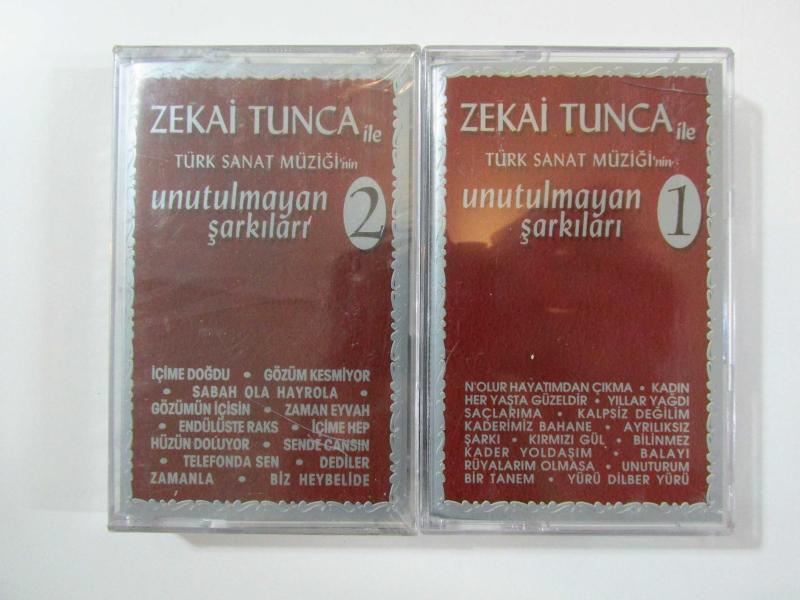 ZEKAİ TUNCA ile
TÜRK SANAT MÜZİĞİ'nin
unutulmayan
şarkıları
2
İÇİME DOĞDU • GÖZÜM KESMİYOR
• SABAH OLA HAYROLA •
GÖZÜMÜN İÇİSİN • ZAMAN EYVAH
• ENDÜLÜSTE RAKS • İÇİME HEP
HÜZÜN DOLUYOR • SENDE CANSIN
• TELEFONDA SEN • DEDİLER
ZAMANLA • BİZ HEYBELİDE
ZEKAİ TUNCA ile
TÜRK SANAT MÜZİĞİ'nin
unutulmayan
şarkıları
1
N'OLUR HAYATIMDAN ÇIKMA • KADIN
HER YAŞTA GÜZELDİR • YILLAR YAĞDI
SAÇLARIMA • KALPSİZ DEĞİLİM
KADERİMİZ BAHANE • AYRILIKSIZ
ŞARKI • KIRMIZI GÜL • BİLİNMEZ
KADER YOLDAŞIM • BALAYI
RÜYALARIM OLMASA • UNUTURUM
BİR TANEM • YÜRÜ DİLBER YÜRÜ